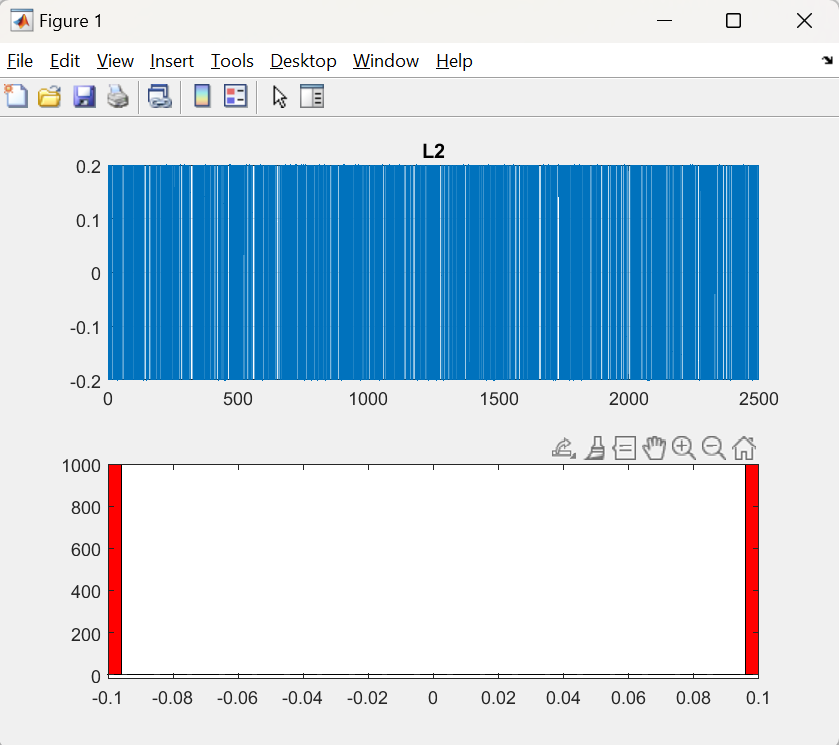 Figure 1
File Edit View Insert Tools Desktop Window Help
L2
0.2
0.1
0
-0.1
-0.2
0 500 1000 1500 2000 2500
1000
800
600
400
200
0
-0.1 -0.08 -0.06 -0.04 -0.02 0 0.02 0.04 0.06 0.08 0.1